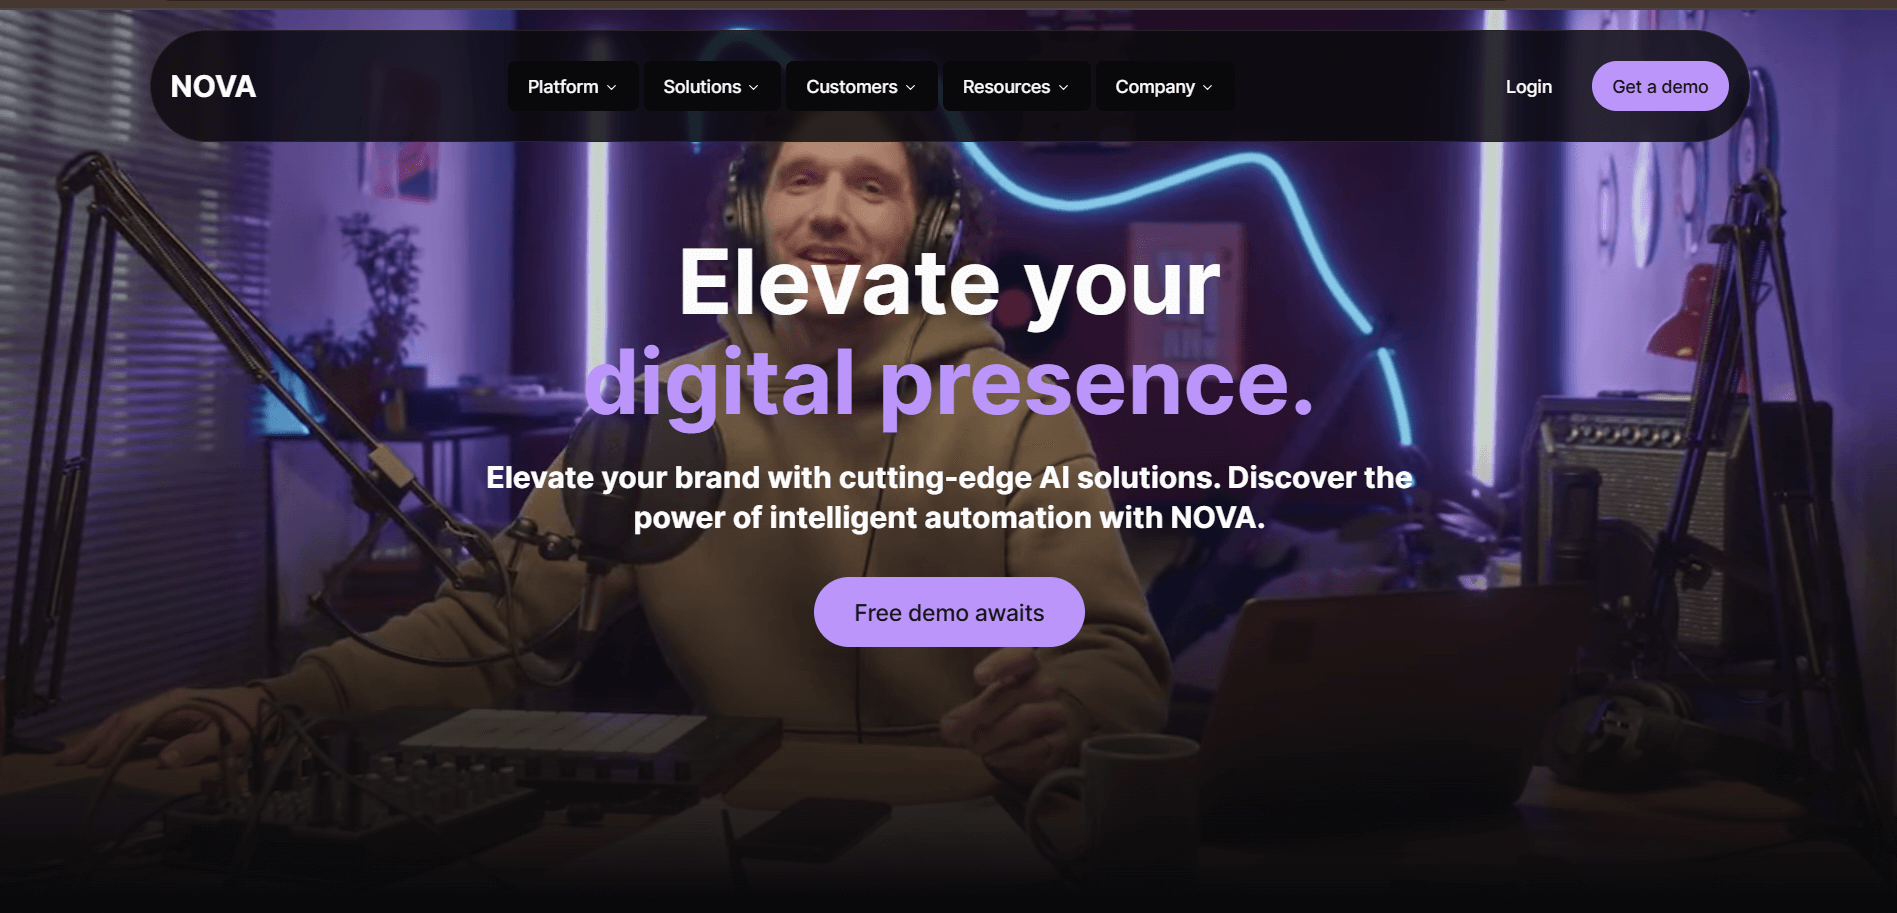 NOVA
Platform
Solutions
Customers
Resources
Company
Login
Get a demo
Elevate your
digital presence.
Elevate your brand with cutting-edge AI solutions. Discover the
power of intelligent automation with NOVA.
Free demo awaits